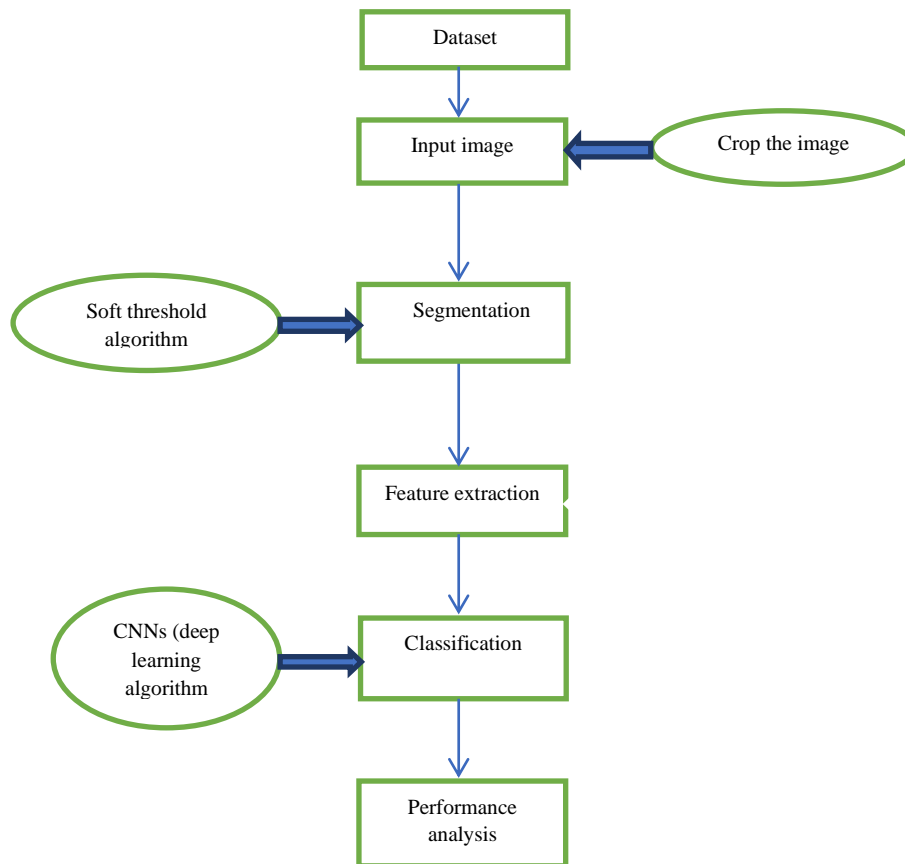 Dataset
Input image
Crop the image
Soft threshold
algorithm
Segmentation
Feature extraction
CNNs (deep
learning
algorithm
Classification
Performance
analysis